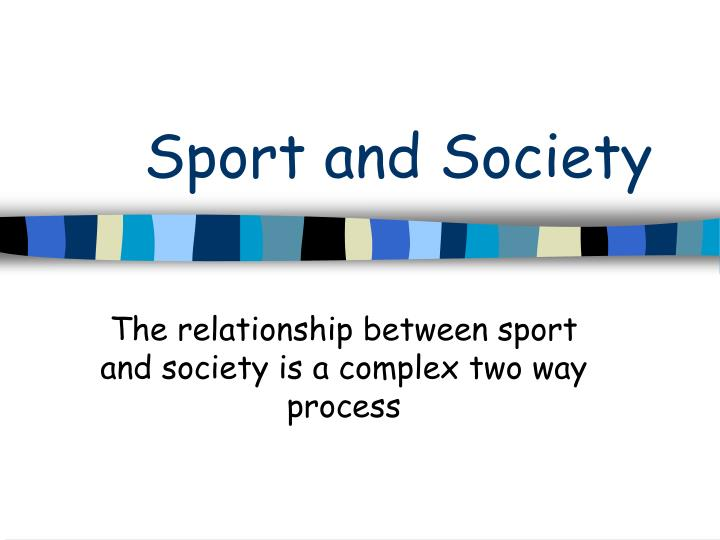 Sport and Society
The relationship between sport
and society is a complex two way
process